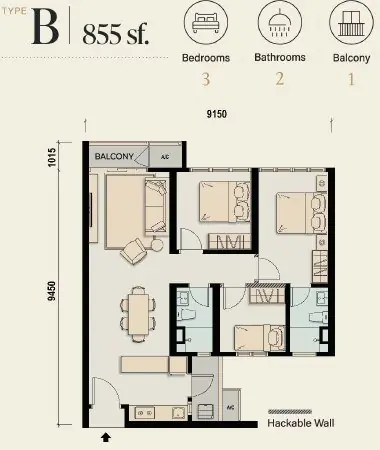 TYPE B 855 sf.
Bedrooms Bathrooms Balcony
3 2 1
9150
1015
BALCONY A/C
9450
A/C
Hackable Wall